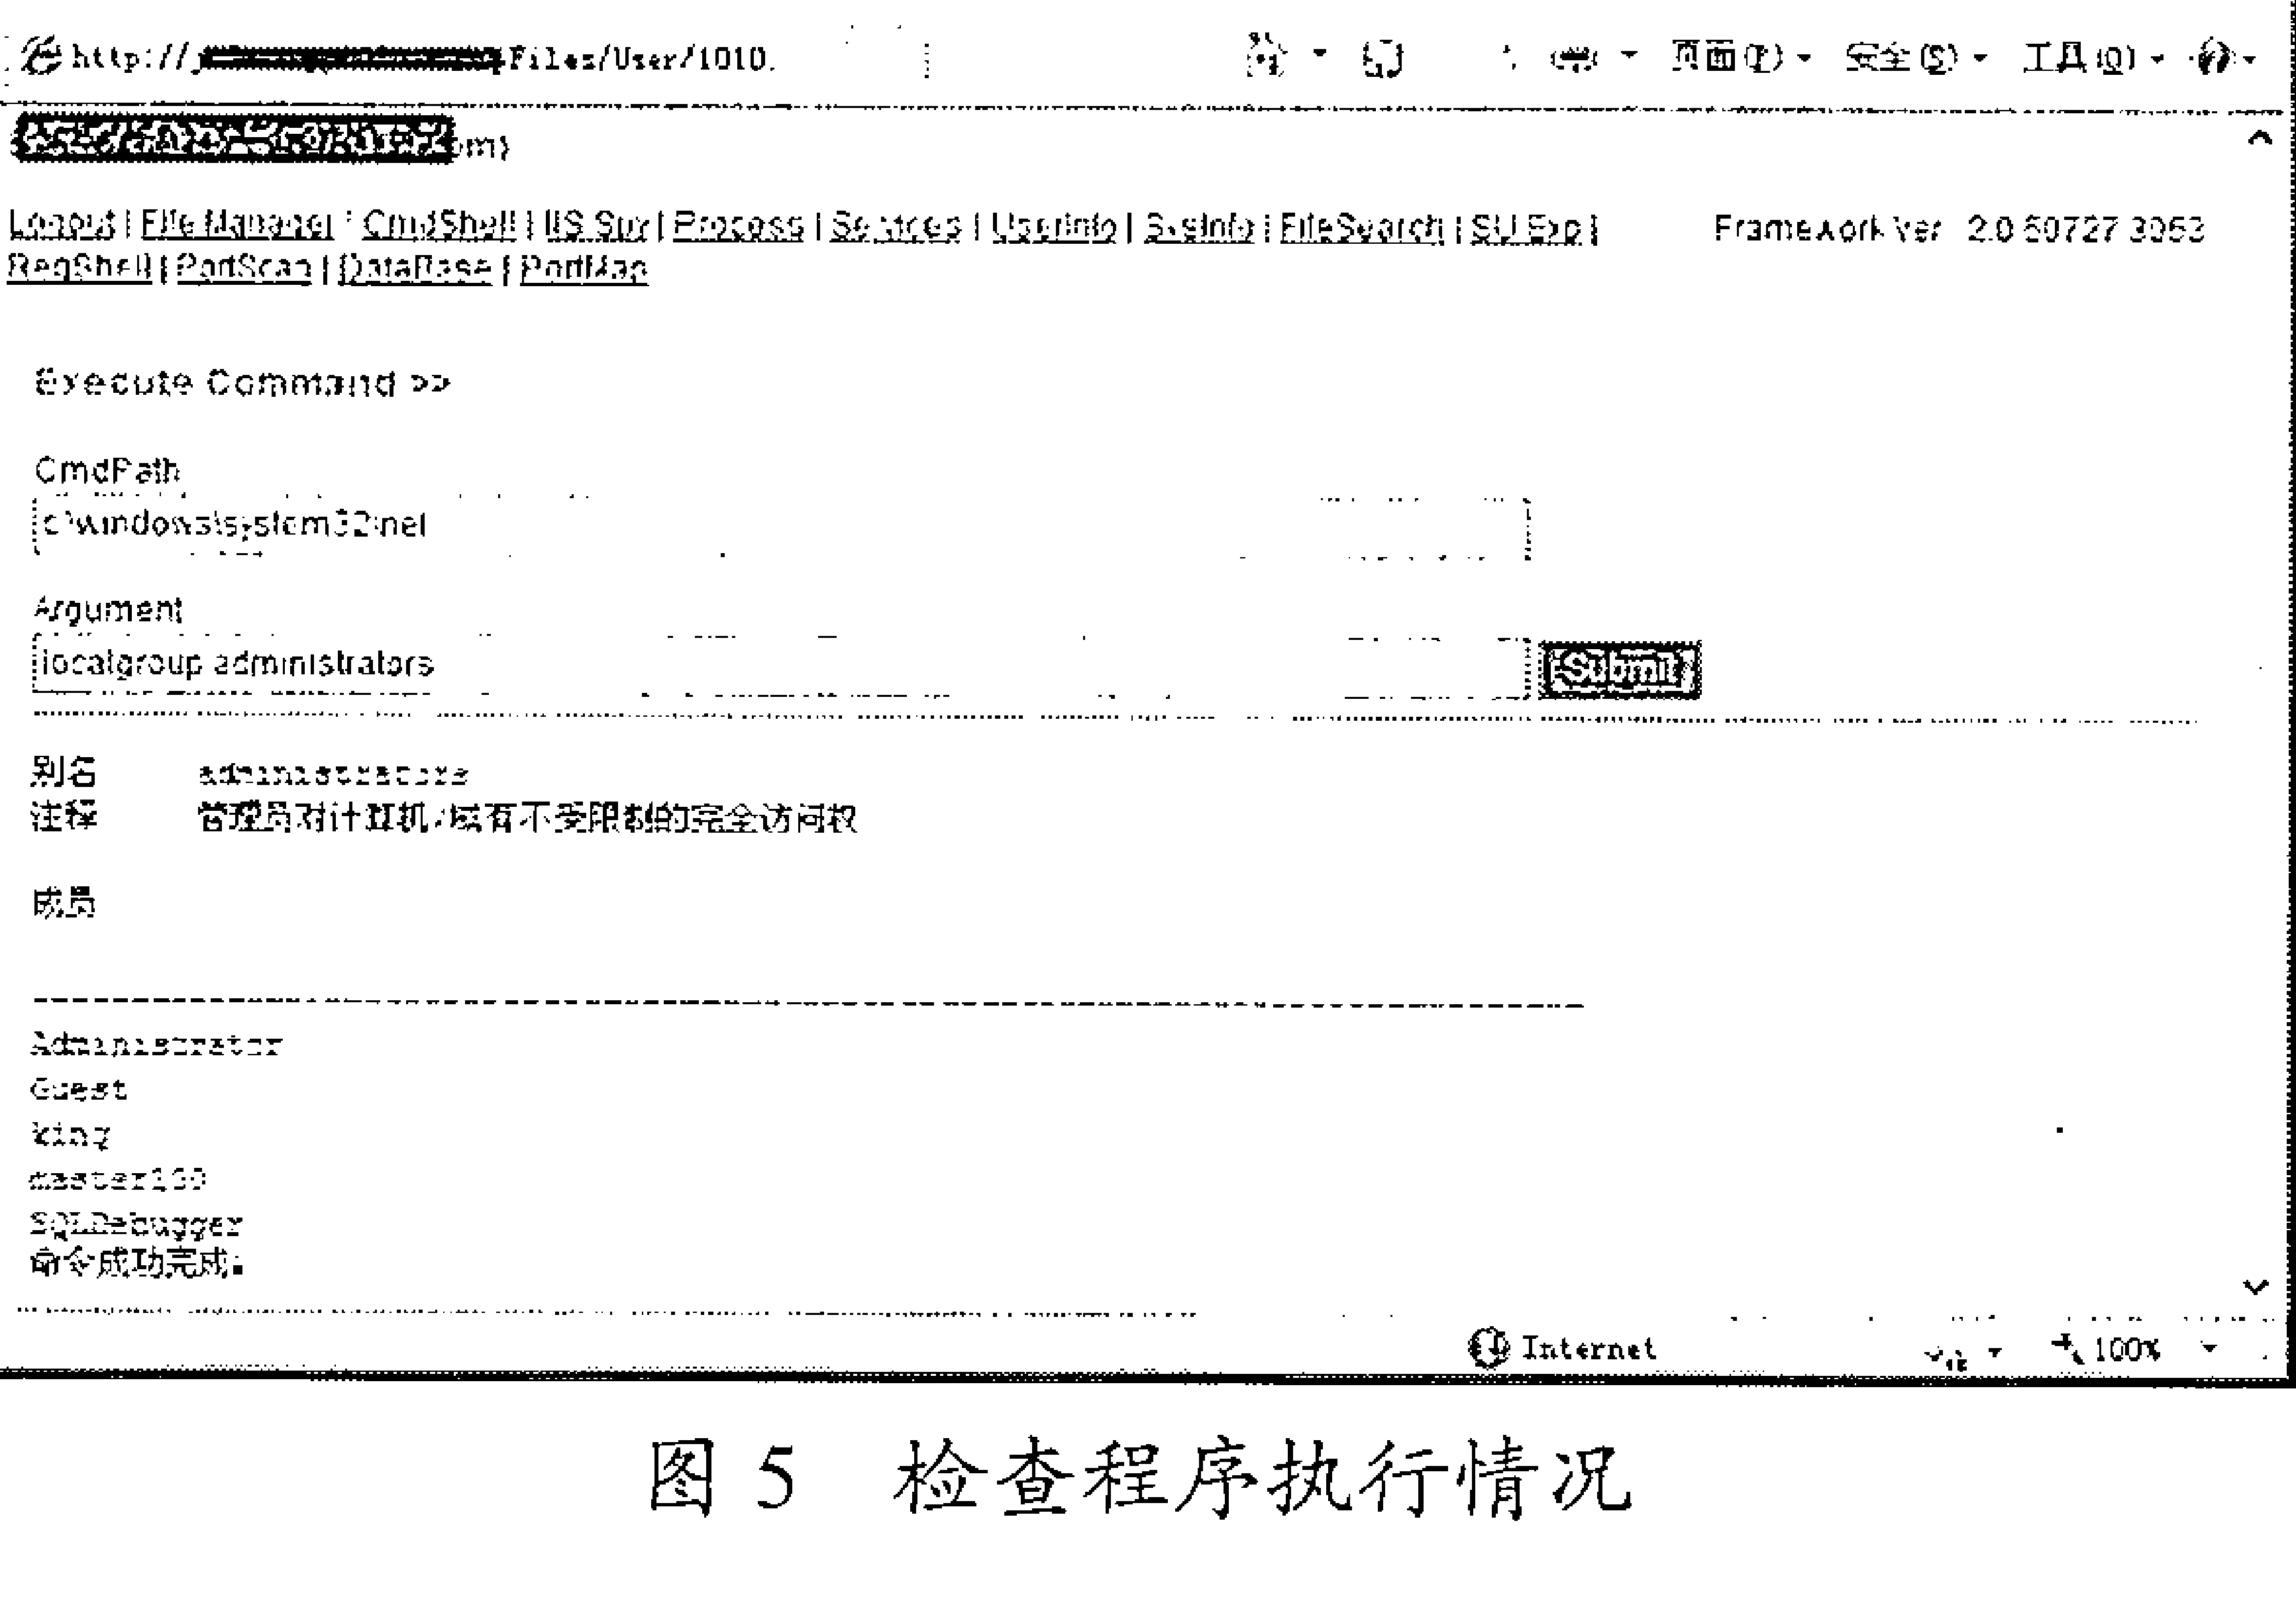 http://j Files/User/1010. 页面(P) 安全(S) 工具(O)
om)
Logout | File Manager | CmdShell | IIS Spy | Process | Services | UserInfo | SysInfo | FileSearch | SU Exp | Framework Ver 2.0.50727.3053
RegShell | PortScan | DataBase | PortMap
Execute Command >>
CmdPath
c:\windows\system32\net
Argument
localgroup administrators Submit
别名 administrators
注释 管理员对计算机/域有不受限制的完全访问权
成员
Administrator
Guest
king
master100
SQLDebugger
命令成功完成。
Internet 100%
图 5 检查程序执行情况